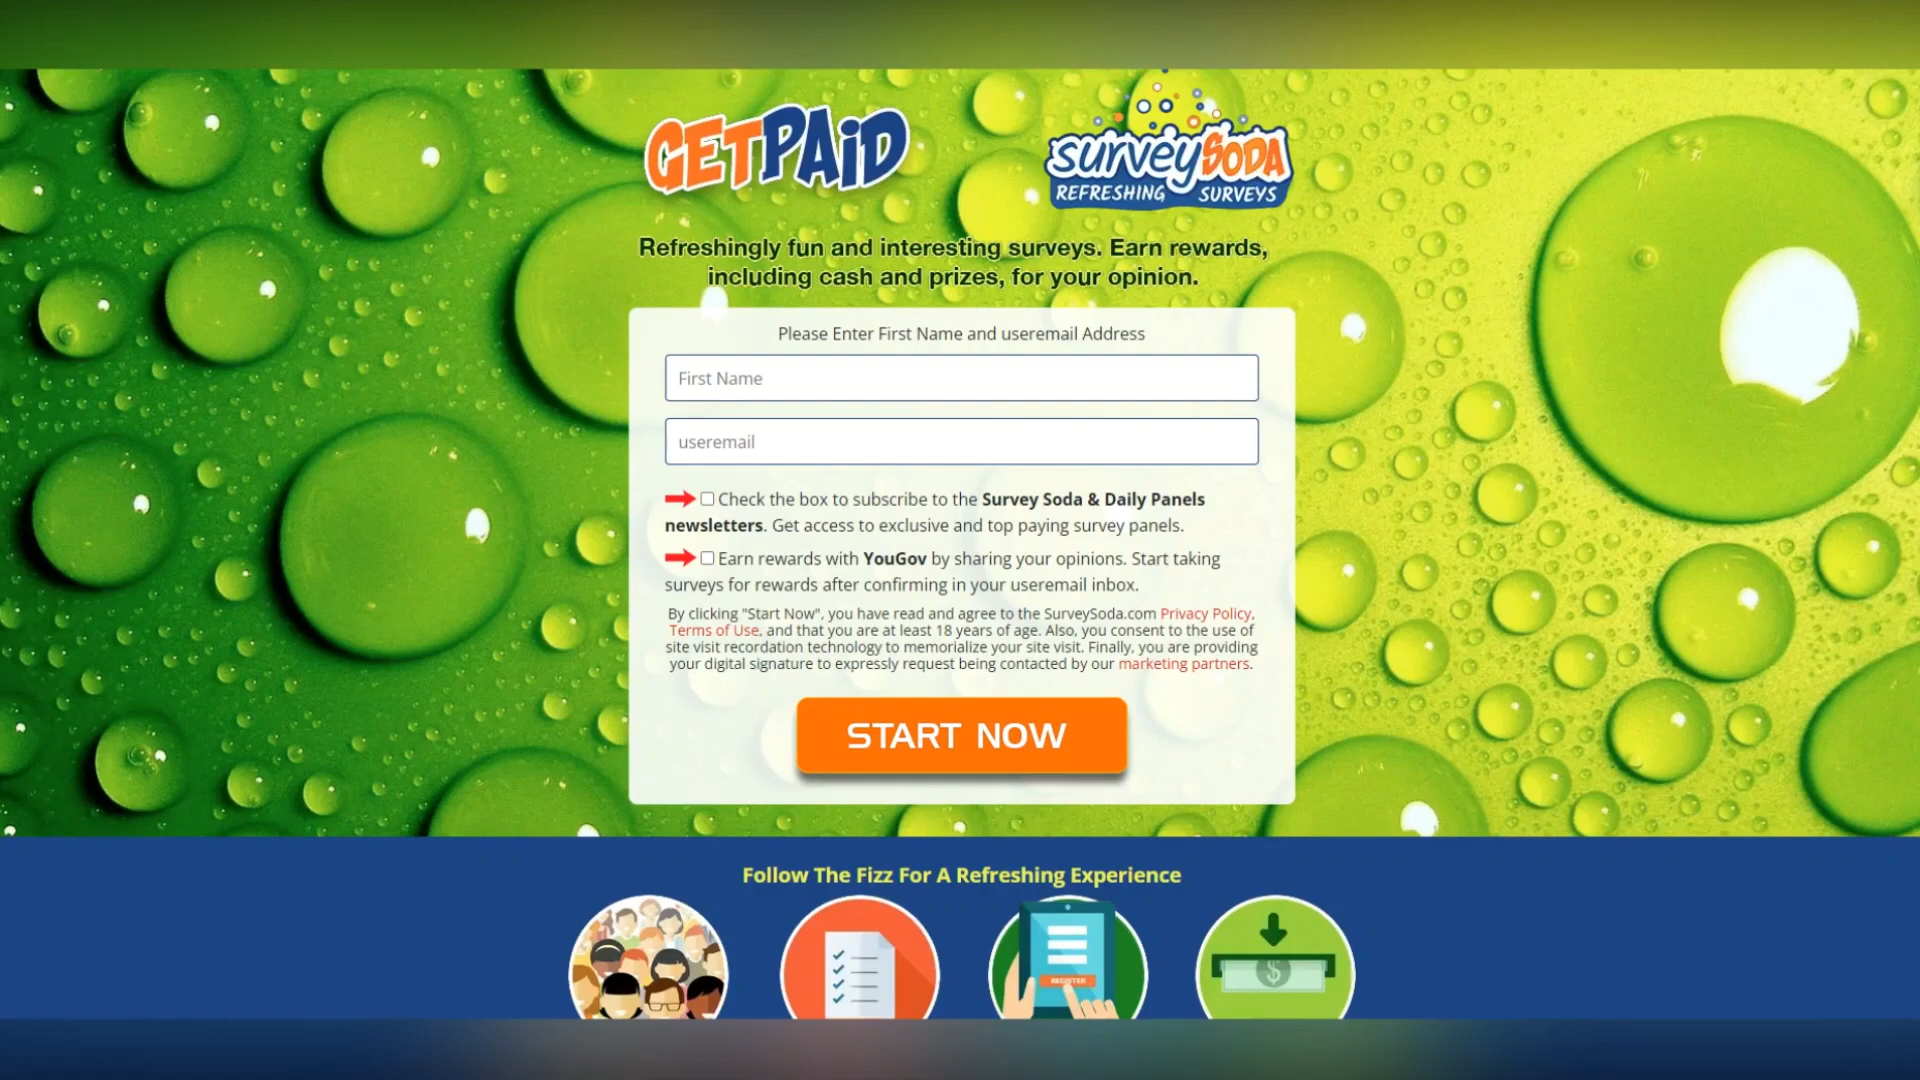 GETPAiD
surveySODA
REFRESHING SURVEYS
Refreshingly fun and interesting surveys. Earn rewards,
including cash and prizes, for your opinion.
Please Enter First Name and useremail Address
First Name
useremail
Check the box to subscribe to the Survey Soda & Daily Panels
newsletters. Get access to exclusive and top paying survey panels.
Earn rewards with YouGov by sharing your opinions. Start taking
surveys for rewards after confirming in your useremail inbox.
By clicking "Start Now", you have read and agree to the SurveySoda.com Privacy Policy,
Terms of Use, and that you are at least 18 years of age. Also, you consent to the use of
site visit recordation technology to memorialize your site visit. Finally, you are providing
your digital signature to expressly request being contacted by our marketing partners.
START NOW
Follow The Fizz For A Refreshing Experience
REGISTER
$